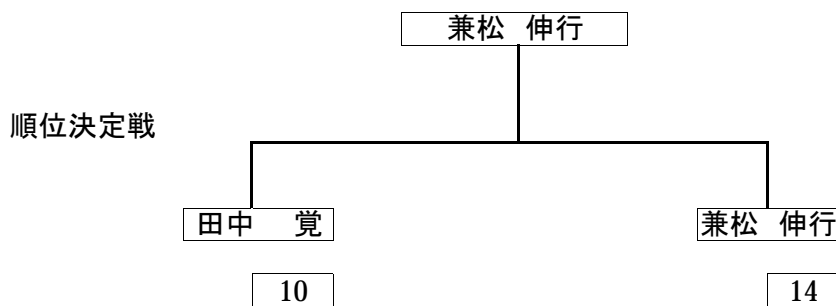 兼松 伸行
順位決定戦
田中 覚
兼松 伸行
10
14